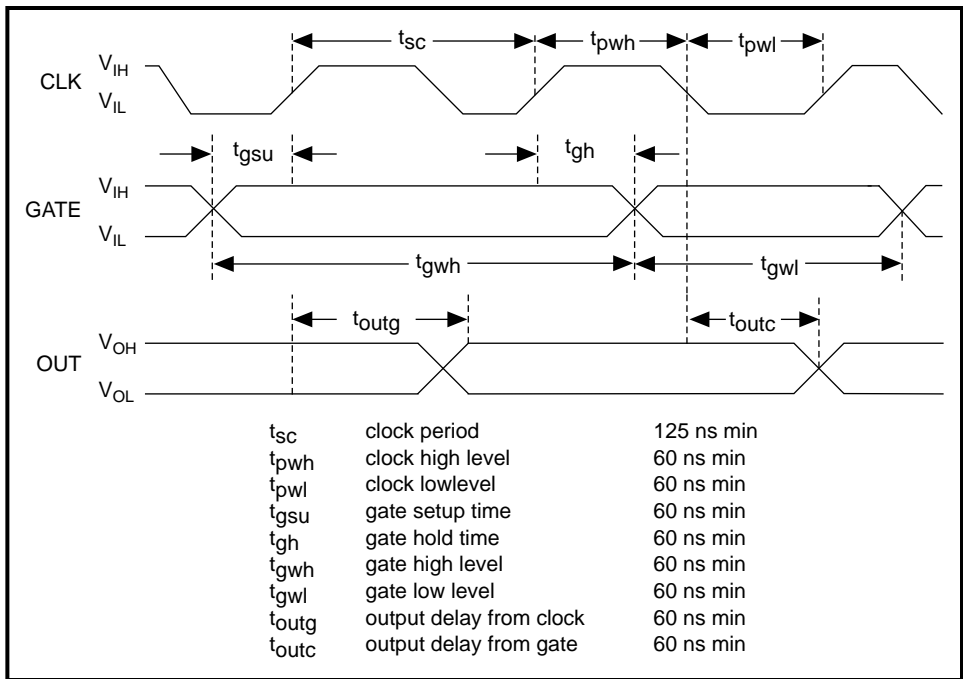 tsc tpwh tpwl
CLK
VIH
VIL
tgsu tgh
GATE
VIH
VIL
tgwh tgwl
toutg toutc
OUT
VOH
VOL
tsc clock period 125 ns min
tpwh clock high level 60 ns min
tpwl clock lowlevel 60 ns min
tgsu gate setup time 60 ns min
tgh gate hold time 60 ns min
tgwh gate high level 60 ns min
tgwl gate low level 60 ns min
toutg output delay from clock 60 ns min
toutc output delay from gate 60 ns min